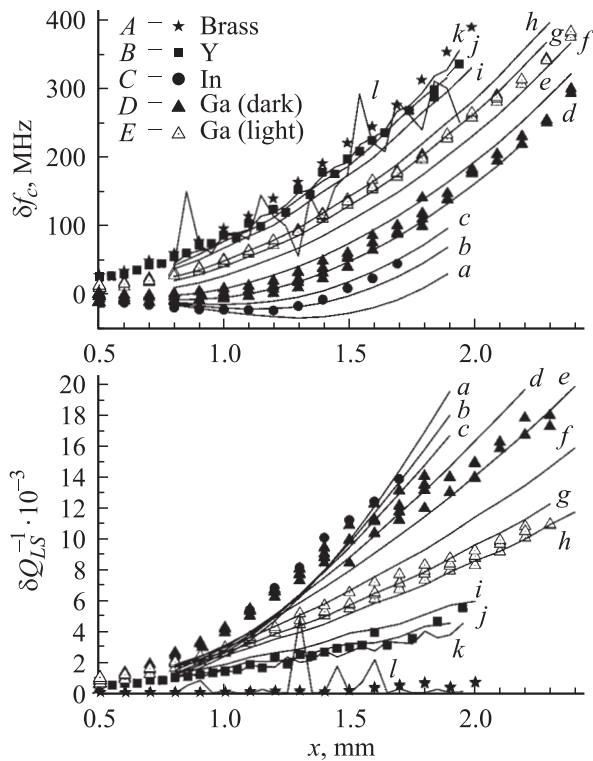 A – ★ Brass
B – ■ Y
C – ● In
D – ▲ Ga (dark)
E – △ Ga (light)
400
300
200
100
0
δf_c, MHz
a
b
c
d
e
f
g
h
i
j
k
l
0.5
1.0
1.5
2.0
20
18
16
14
12
10
8
6
4
2
0
δQ_{LS}^{-1} · 10^{-3}
a
b
c
d
e
f
g
h
i
j
k
l
0.5
1.0
1.5
2.0
x, mm